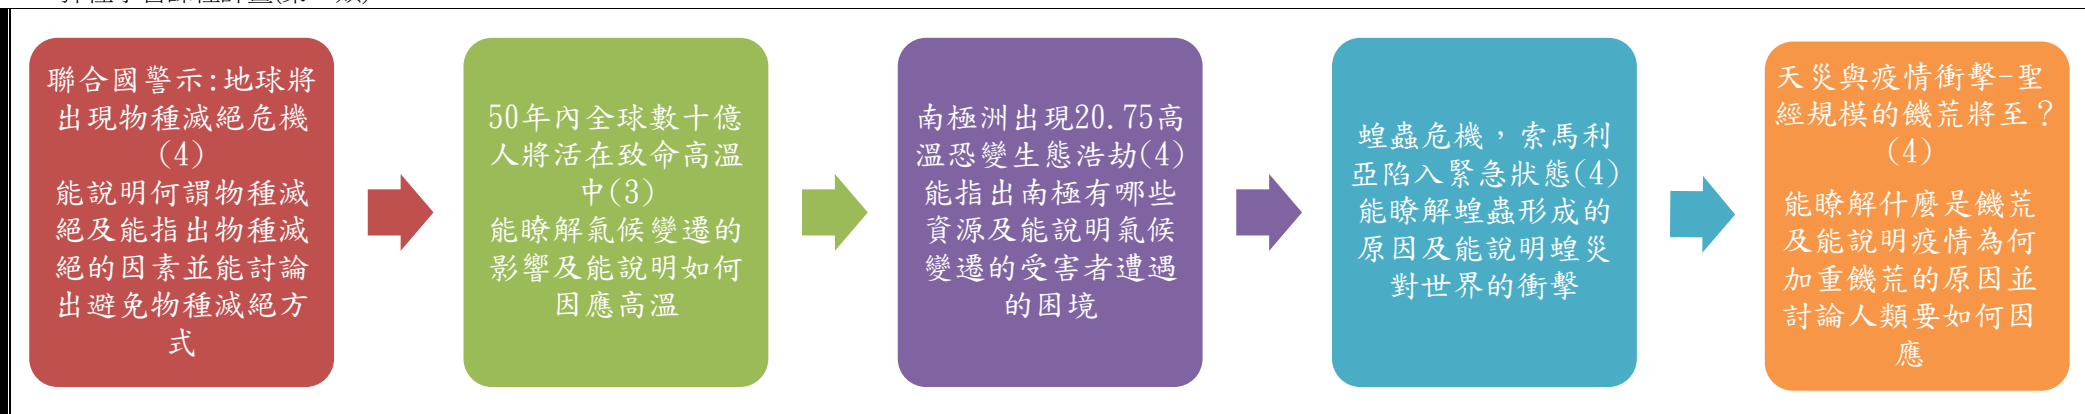 聯合國警示:地球將
出現物種滅絕危機
(4)
能說明何謂物種滅
絕及能指出物種滅
絕的因素並能討論
出避免物種滅絕方
式
50年內全球數十億
人將活在致命高溫
中(3)
能瞭解氣候變遷的
影響及能說明如何
因應高溫
南極洲出現20.75高
溫恐變生態浩劫(4)
能指出南極有哪些
資源及能說明氣候
變遷的受害者遭遇
的困境
蝗蟲危機，索馬利
亞陷入緊急狀態(4)
能瞭解蝗蟲形成的
原因及能說明蝗災
對世界的衝擊
天災與疫情衝擊-聖
經規模的饑荒將至？
(4)
能瞭解什麼是饑荒
及能說明疫情為何
加重饑荒的原因並
討論人類要如何因
應